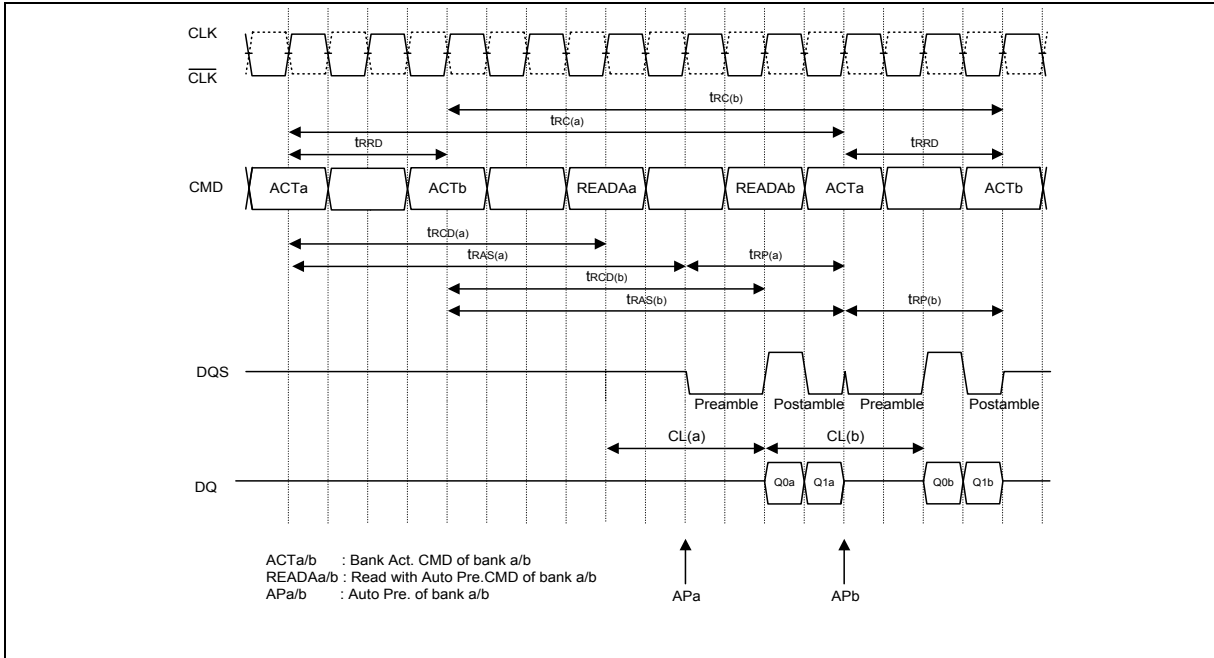 CLK
CLK
tRC(b)
tRC(a)
tRRD tRRD
CMD ACTa ACTb READAa READAb ACTa ACTb
tRCD(a)
tRAS(a) tRP(a)
tRCD(b)
tRAS(b) tRP(b)
DQS
Preamble Postamble Preamble Postamble
CL(a) CL(b)
DQ Q0a Q1a Q0b Q1b
ACTa/b : Bank Act. CMD of bank a/b
READAa/b : Read with Auto Pre.CMD of bank a/b
APa/b : Auto Pre. of bank a/b
APa APb